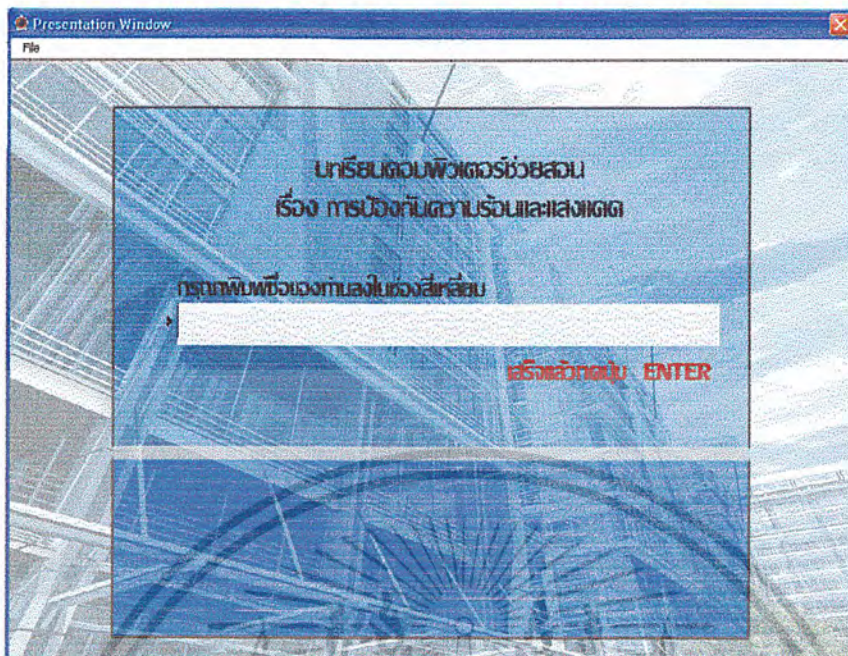 Presentation Window
File
บทเรียนคอมพิวเตอร์ช่วยสอน
เรื่อง การป้องกันความร้อนและแสงแดด
กรุณาพิมพ์ชื่อของท่านลงในช่องสี่เหลี่ยม
เสร็จแล้วกดปุ่ม ENTER